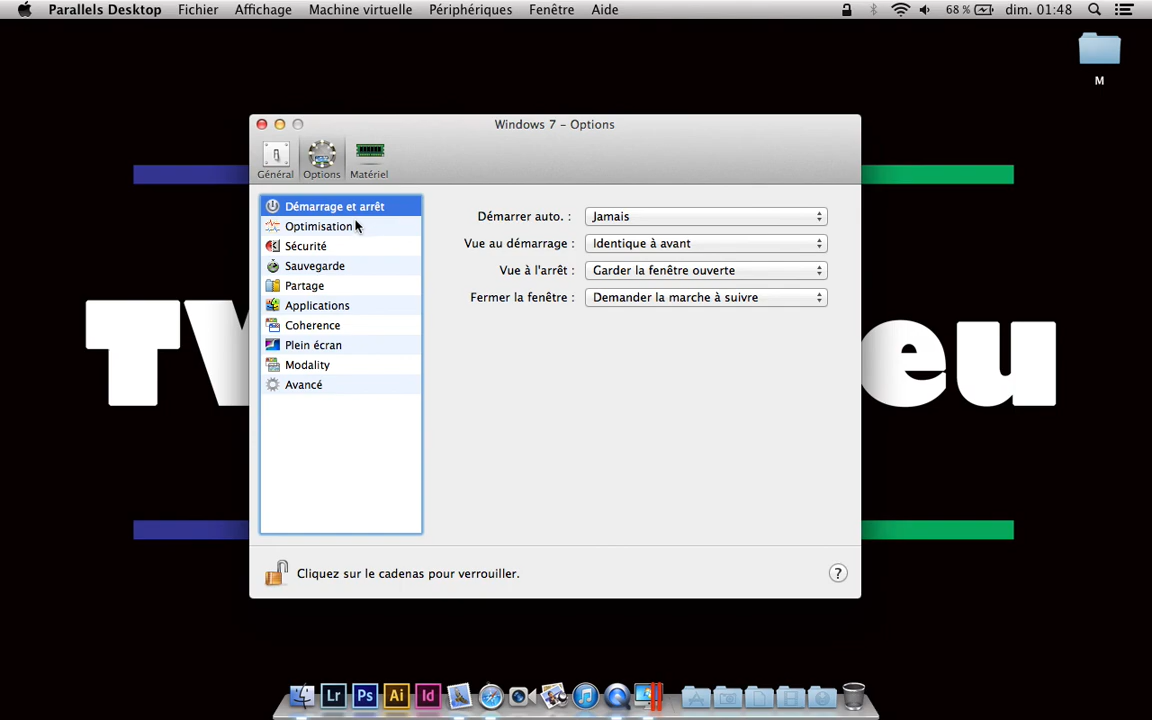 Parallels Desktop Fichier Affichage Machine virtuelle Périphériques Fenêtre Aide 68 % dim. 01:48
M
Windows 7 – Options
Général Options Matériel
Démarrage et arrêt
Optimisation
Sécurité
Sauvegarde
Partage
Applications
Coherence
Plein écran
Modality
Avancé
Démarrer auto. : Jamais
Vue au démarrage : Identique à avant
Vue à l'arrêt : Garder la fenêtre ouverte
Fermer la fenêtre : Demander la marche à suivre
eu
Cliquez sur le cadenas pour verrouiller. ?
Lr Ps Ai Id